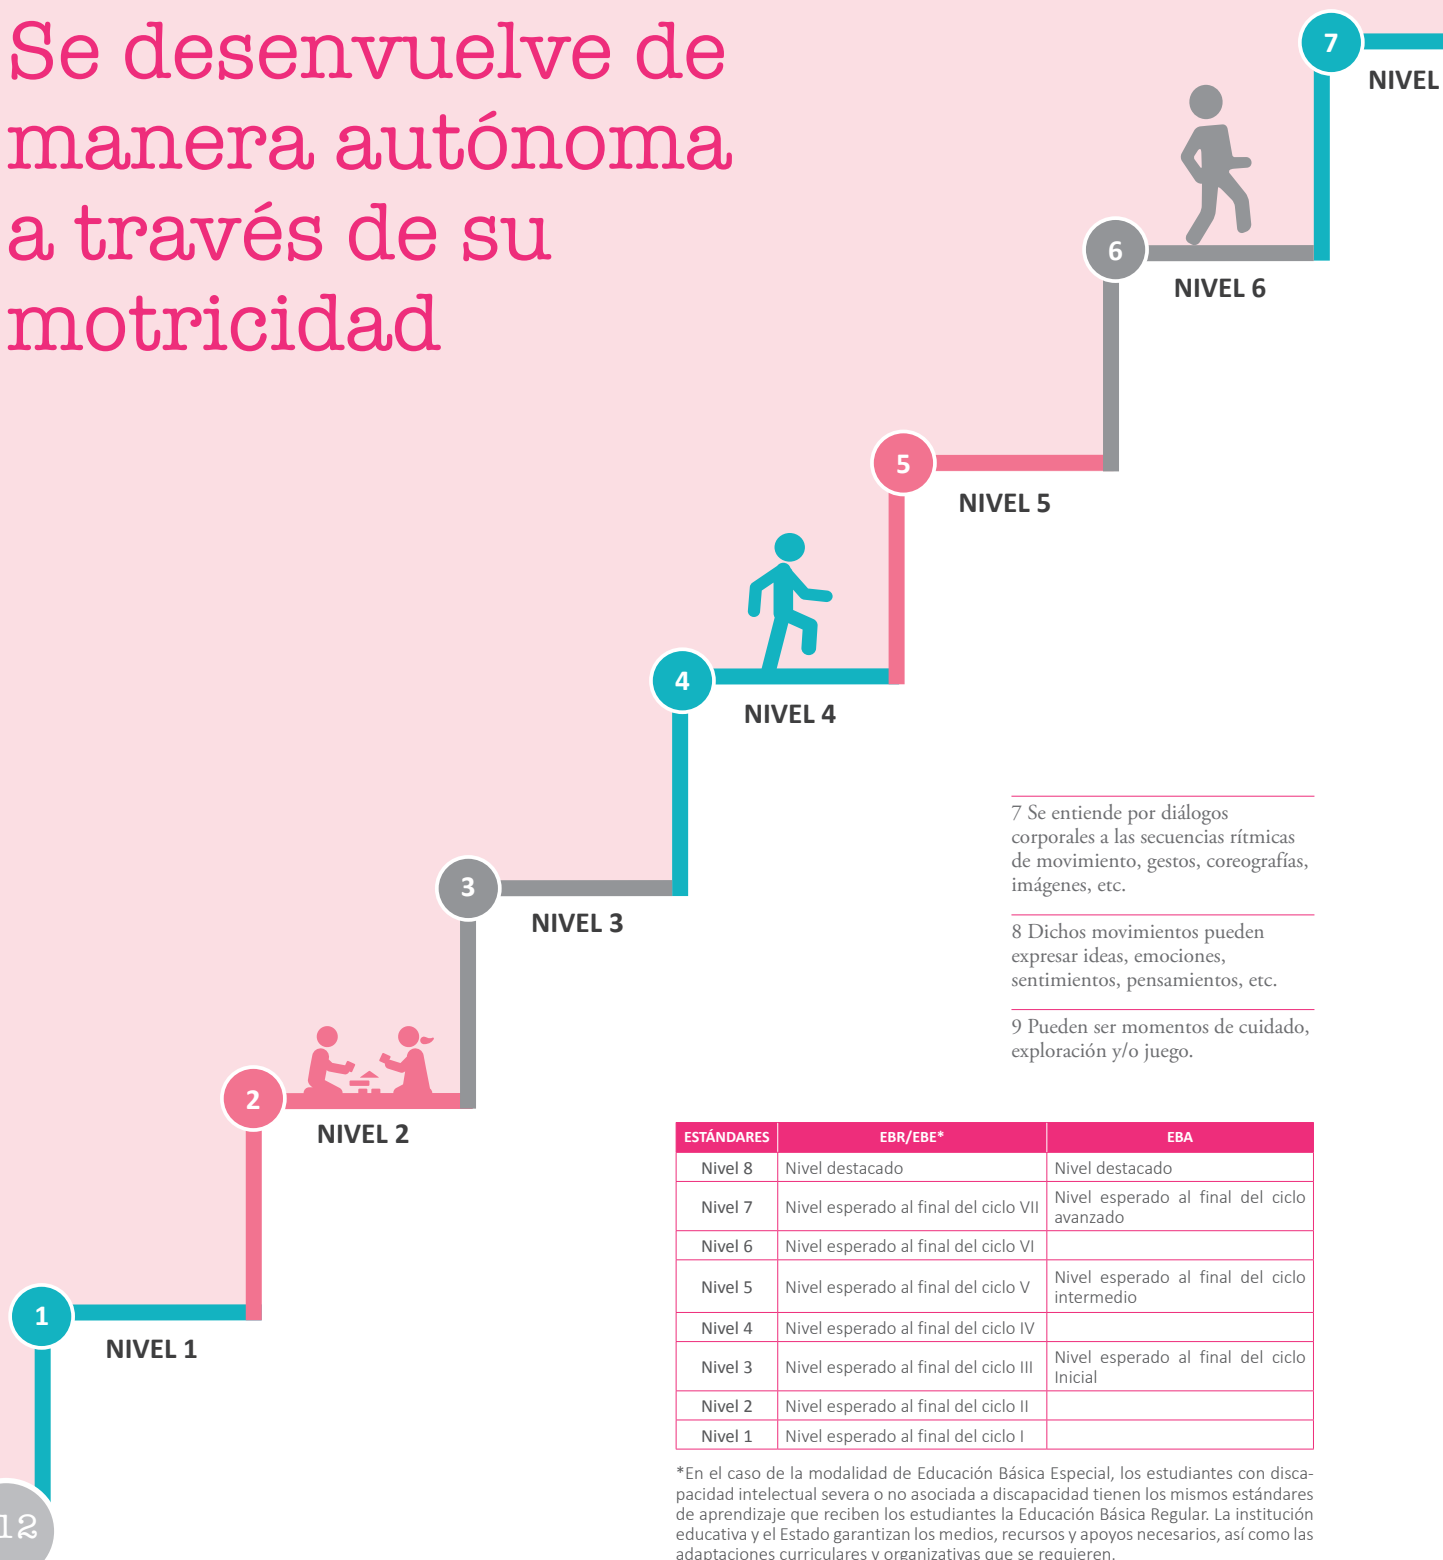 Se desenvuelve de
manera autónoma
a través de su
motricidad
7
NIVEL
6
NIVEL 6
5
NIVEL 5
4
NIVEL 4
3
NIVEL 3
2
NIVEL 2
1
NIVEL 1
7 Se entiende por diálogos
corporales a las secuencias rítmicas
de movimiento, gestos, coreografías,
imágenes, etc.
8 Dichos movimientos pueden
expresar ideas, emociones,
sentimientos, pensamientos, etc.
9 Pueden ser momentos de cuidado,
exploración y/o juego.
ESTÁNDARES EBR/EBE* EBA
Nivel 8 Nivel destacado Nivel destacado
Nivel 7 Nivel esperado al final del ciclo VII Nivel esperado al final del ciclo
avanzado
Nivel 6 Nivel esperado al final del ciclo VI
Nivel 5 Nivel esperado al final del ciclo V Nivel esperado al final del ciclo
intermedio
Nivel 4 Nivel esperado al final del ciclo IV
Nivel 3 Nivel esperado al final del ciclo III Nivel esperado al final del ciclo
Inicial
Nivel 2 Nivel esperado al final del ciclo II
Nivel 1 Nivel esperado al final del ciclo I
*En el caso de la modalidad de Educación Básica Especial, los estudiantes con disca-
pacidad intelectual severa o no asociada a discapacidad tienen los mismos estándares
de aprendizaje que reciben los estudiantes la Educación Básica Regular. La institución
educativa y el Estado garantizan los medios, recursos y apoyos necesarios, así como las
adaptaciones curriculares y organizativas que se requieren.
12